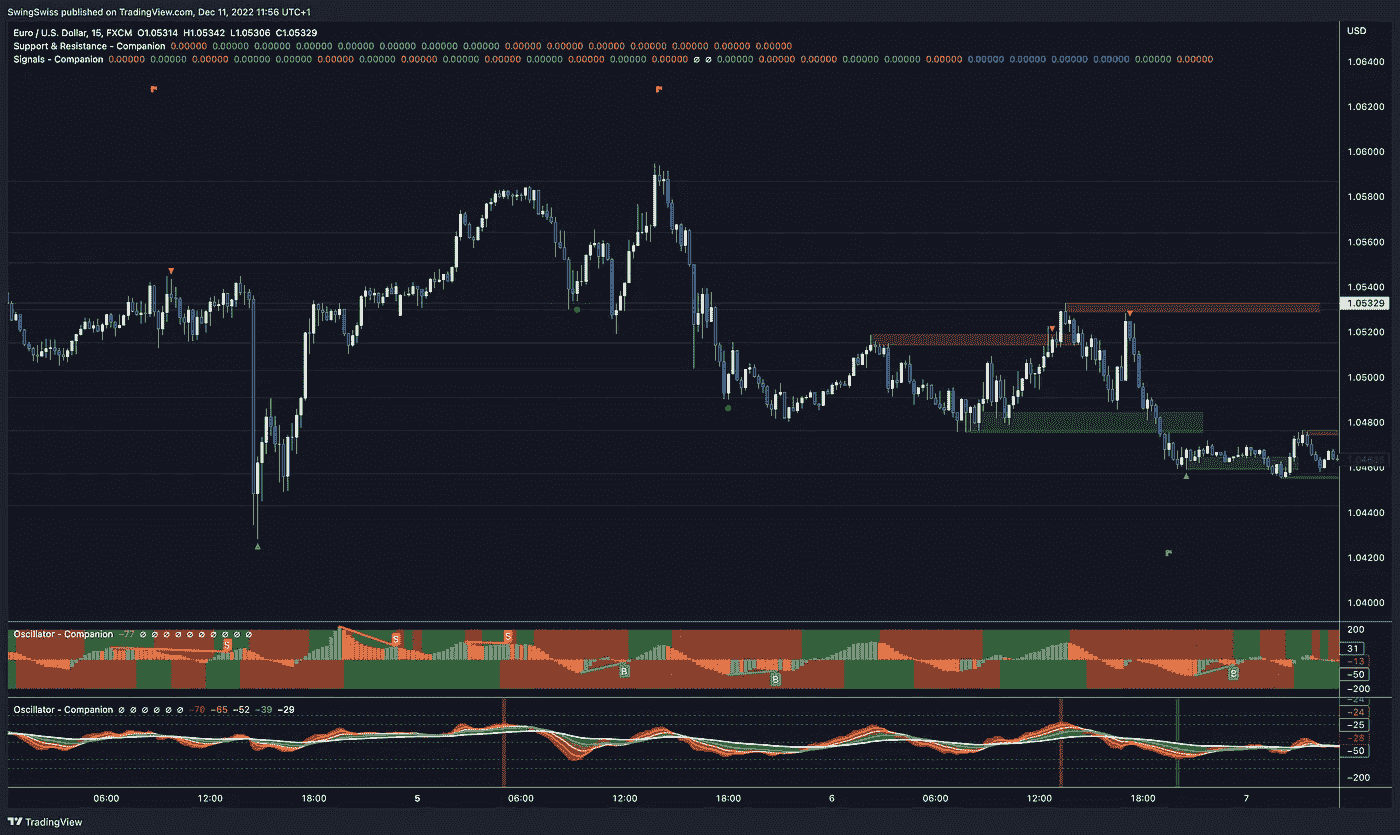 SwingSwiss published on TradingView.com, Dec 11, 2022 11:56 UTC+1
Euro / U.S. Dollar, 15, FXCM O1.05314 H1.05342 L1.05306 C1.05329
USD
Support & Resistance - Companion 0.00000 0.00000 0.00000 0.00000 0.00000 0.00000 0.00000 0.00000 0.00000 0.00000 0.00000 0.00000 0.00000 0.00000 0.00000
Signals - Companion 0.00000 0.00000 0.00000 0.00000 0.00000 0.00000 0.00000 0.00000 0.00000 0.00000 0.00000 0.00000 0.00000 0.00000 ∅ ∅ 0.00000 0.00000 0.00000 0.00000 0.00000 0.00000 0.00000 0.00000 0.00000 0.00000 0.00000 0.00000
1.06400
1.06200
1.06000
1.05800
1.05600
1.05400
1.05329
1.05200
1.05000
1.04800
1.04600
1.04400
1.04200
1.04000
Oscillator - Companion -77 ∅ ∅ ∅ ∅ ∅ ∅ ∅ ∅ ∅ ∅
200
S
S
S
31
-13
B
B
-50
-200
Oscillator - Companion ∅ ∅ ∅ ∅ ∅ ∅ -70 -65 -52 -39 -29
-24
-25
-50
-200
06:00 12:00 18:00 5 06:00 12:00 18:00 6 06:00 12:00 18:00 7
TradingView